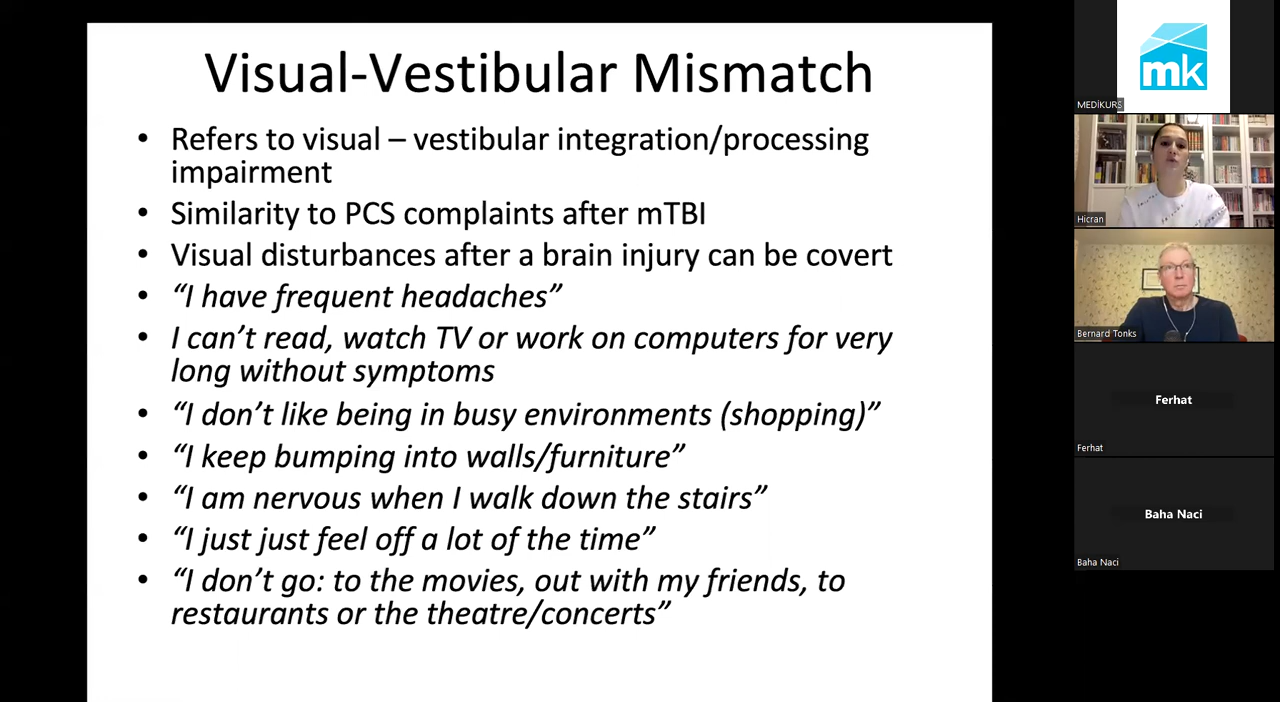 Visual-Vestibular Mismatch
• Refers to visual – vestibular integration/processing
impairment
• Similarity to PCS complaints after mTBI
• Visual disturbances after a brain injury can be covert
• “I have frequent headaches”
• I can’t read, watch TV or work on computers for very
long without symptoms
• “I don’t like being in busy environments (shopping)”
• “I keep bumping into walls/furniture”
• “I am nervous when I walk down the stairs”
• “I just just feel off a lot of the time”
• “I don’t go: to the movies, out with my friends, to
restaurants or the theatre/concerts”
mk
MEDİKURS
Hicran
Bernard Tonks
Ferhat
Ferhat
Baha Naci
Baha Naci